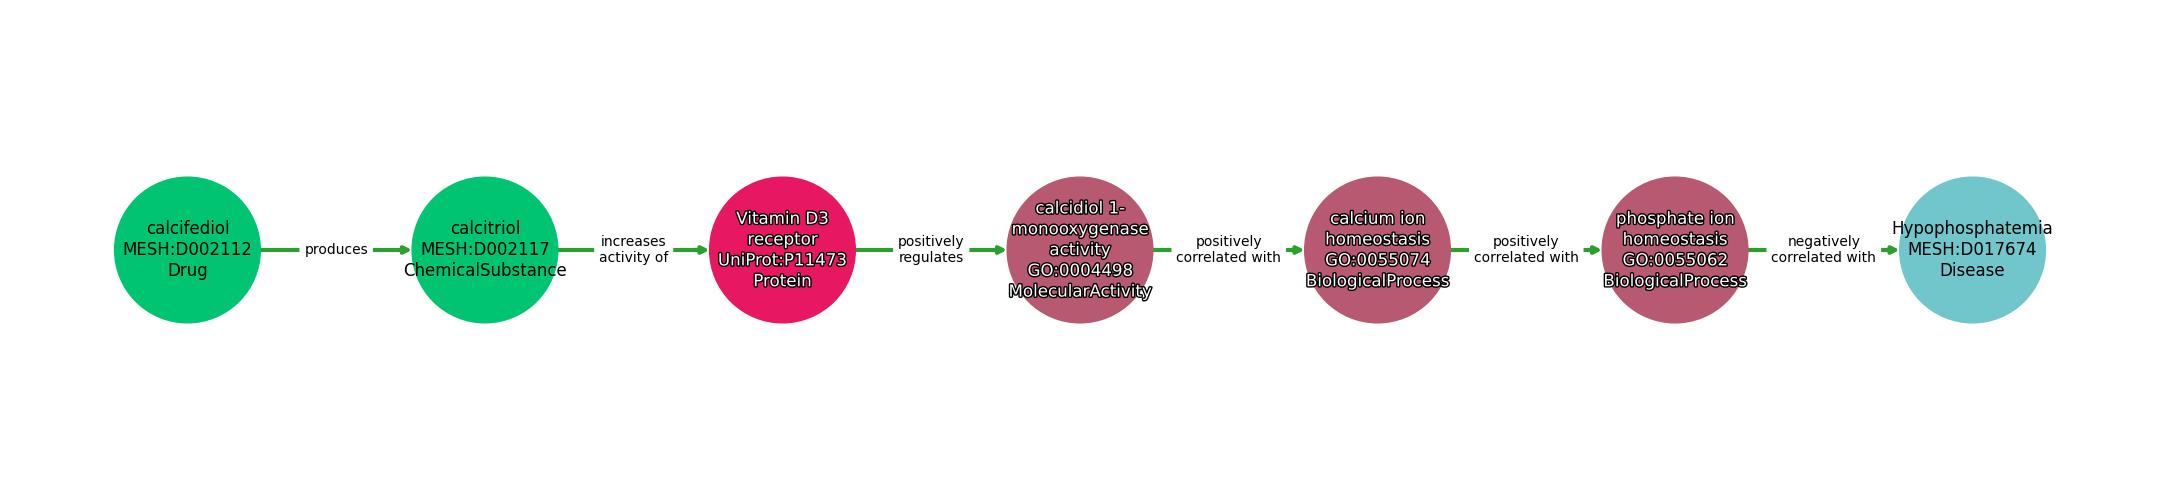 calcifediol
MESH:D002112
Drug
produces
calcitriol
MESH:D002117
ChemicalSubstance
increases
activity of
Vitamin D3
receptor
UniProt:P11473
Protein
positively
regulates
calcidiol 1-
monooxygenase
activity
GO:0004498
MolecularActivity
positively
correlated with
calcium ion
homeostasis
GO:0055074
BiologicalProcess
positively
correlated with
phosphate ion
homeostasis
GO:0055062
BiologicalProcess
negatively
correlated with
Hypophosphatemia
MESH:D017674
Disease